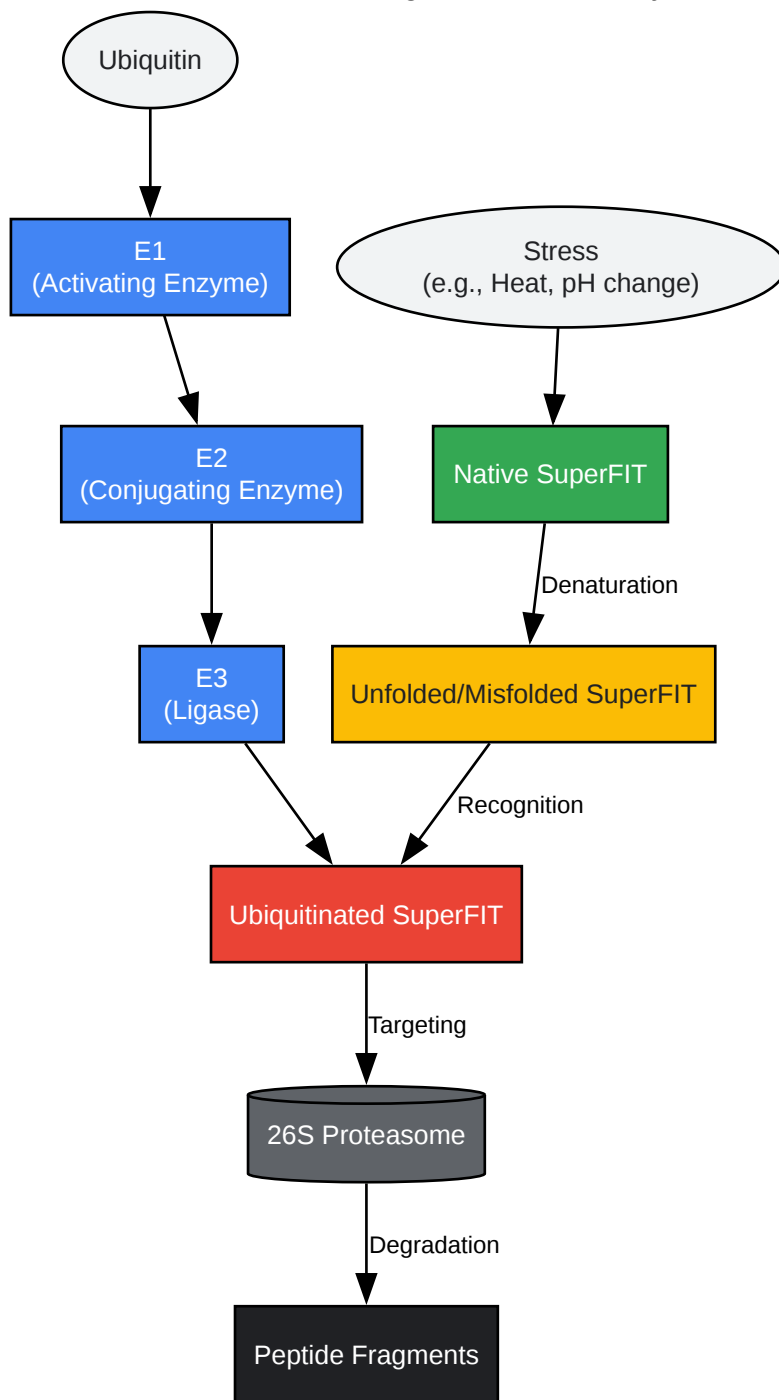 Ubiquitin
E1
(Activating Enzyme)
Stress
(e.g., Heat, pH change)
E2
(Conjugating Enzyme)
Native SuperFIT
Denaturation
E3
(Ligase)
Unfolded/Misfolded SuperFIT
Recognition
Ubiquitinated SuperFIT
Targeting
26S Proteasome
Degradation
Peptide Fragments